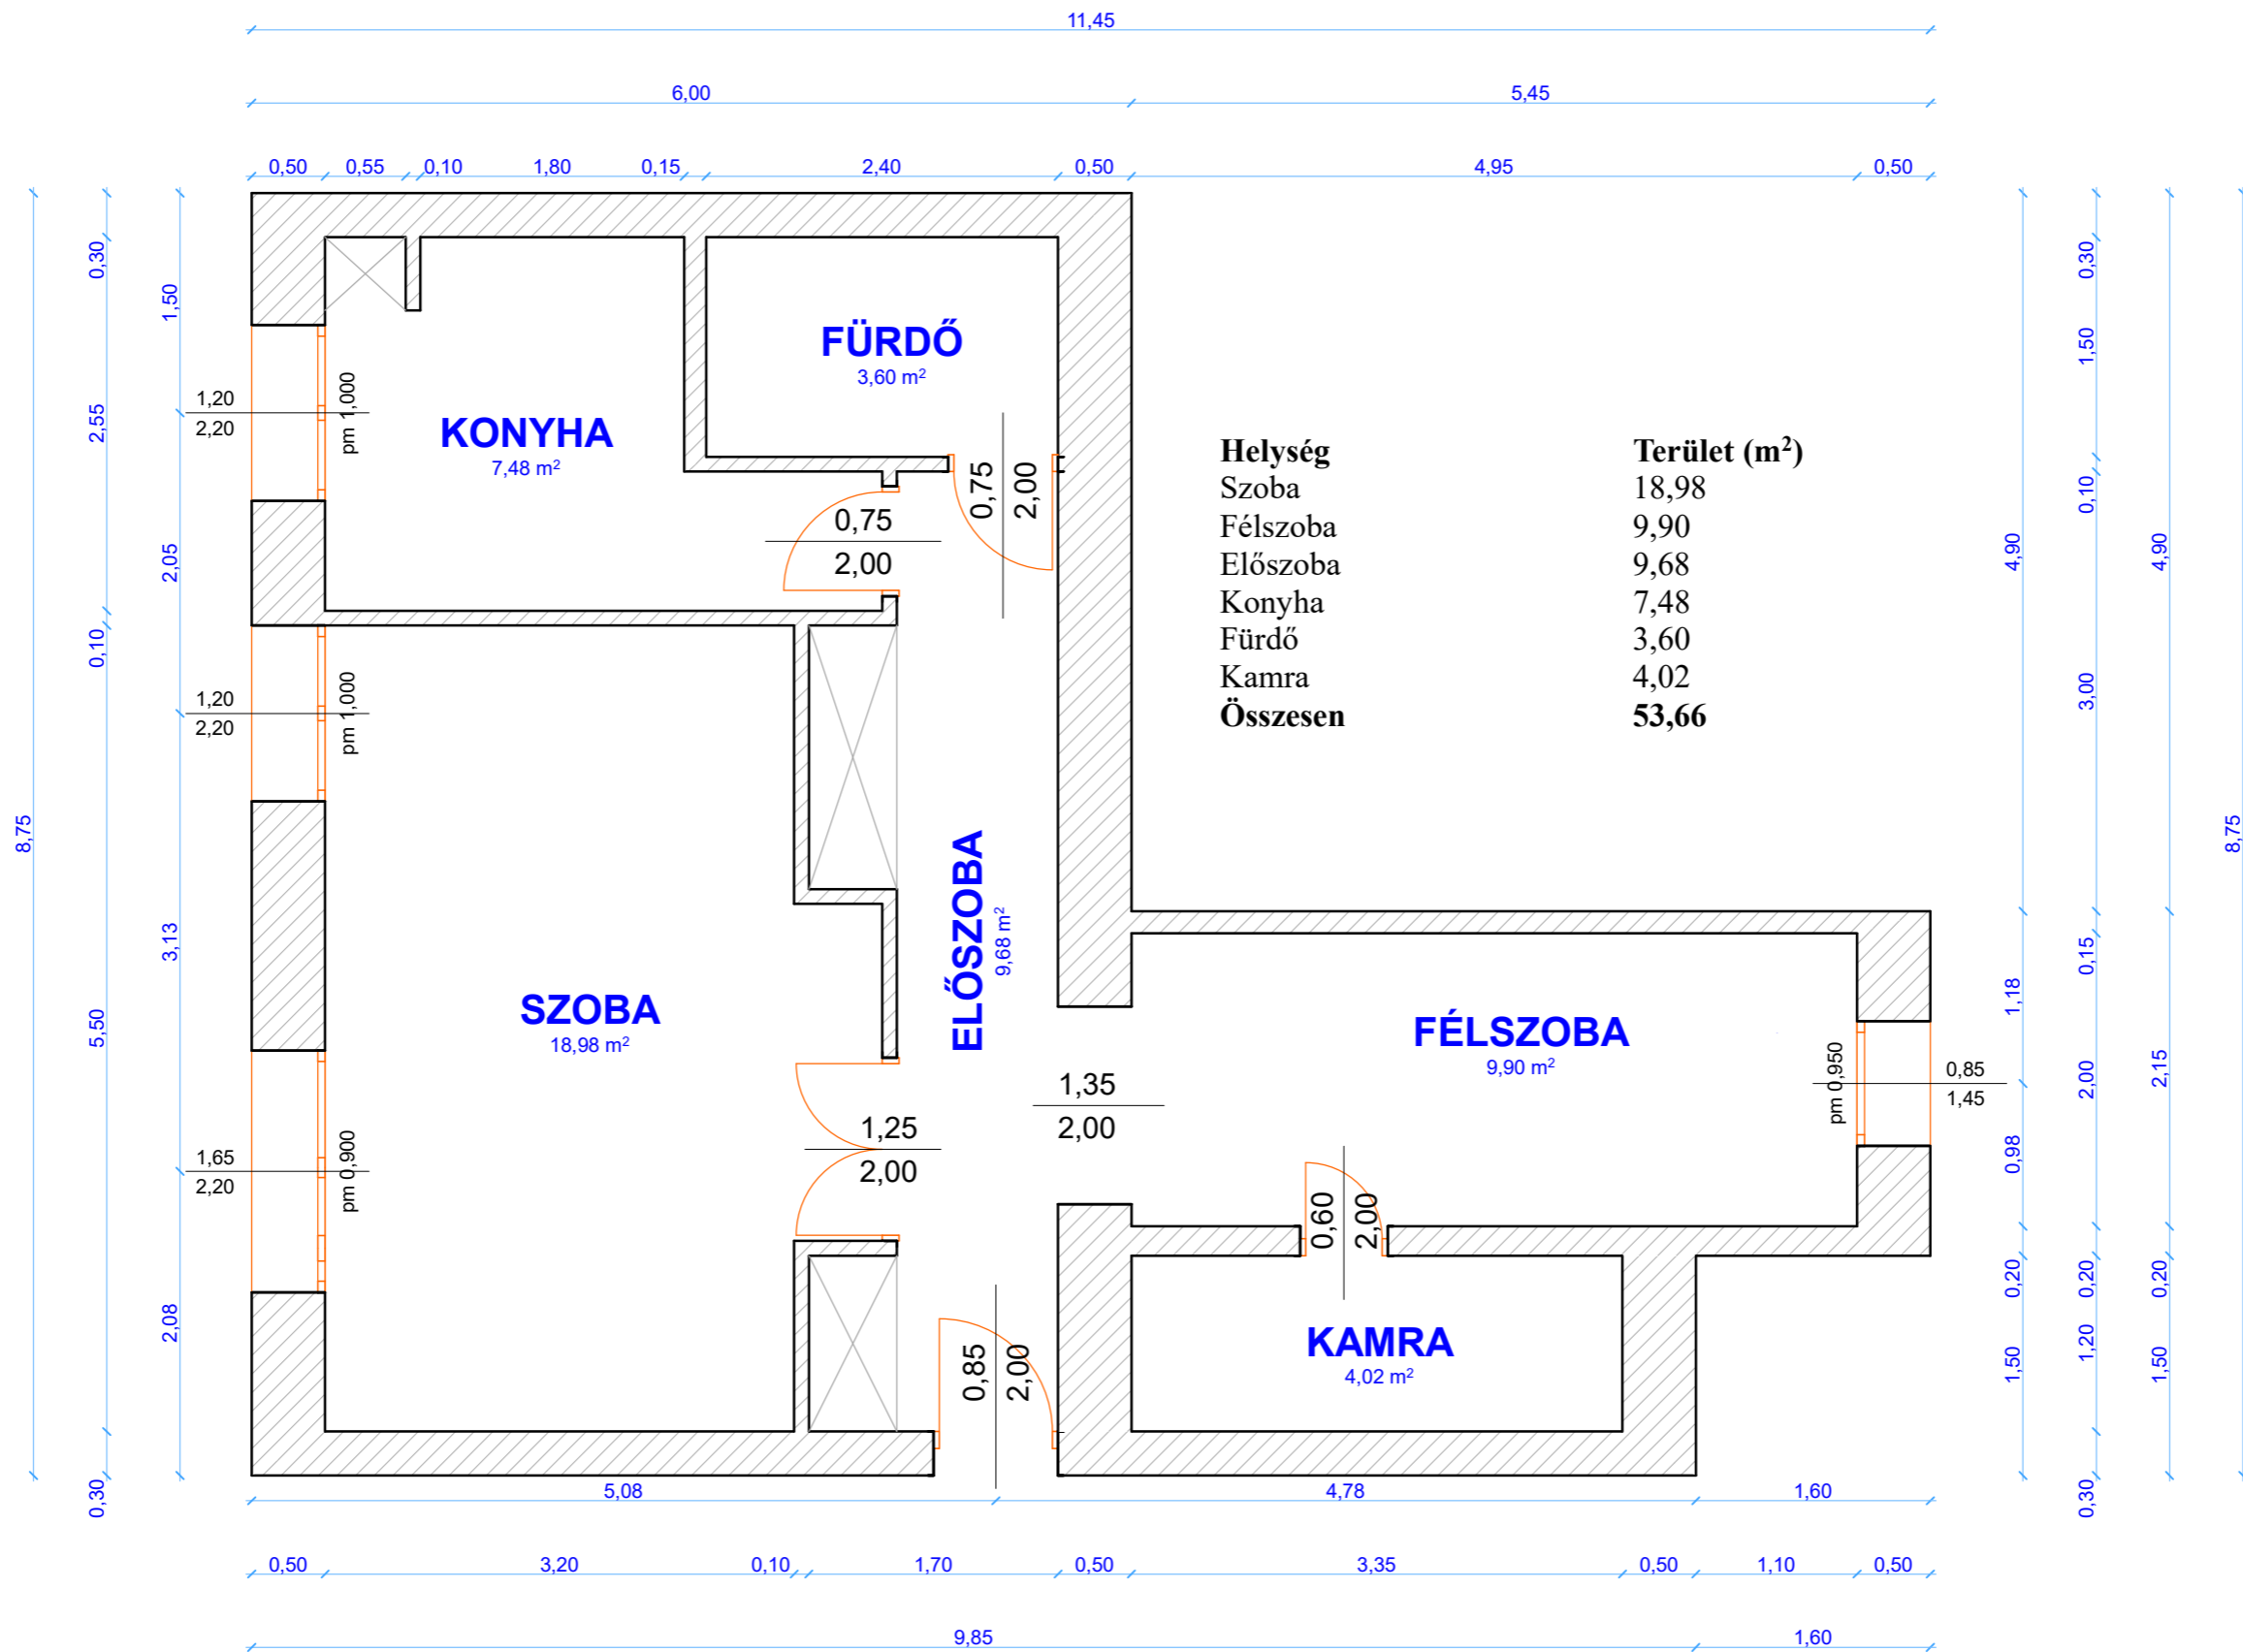 11,45
6,00 5,45
0,50 0,55 0,10 1,80 0,15 2,40 0,50 4,95 0,50
8,75
0,30
2,55
0,10
5,50
0,30
1,50
2,05
3,13
2,08
1,20
2,20
pm 1,000
1,20
2,20
pm 1,000
1,65
2,20
pm 0,900
KONYHA
7,48 m²
FÜRDŐ
3,60 m²
0,75
2,00
0,75
2,00
SZOBA
18,98 m²
ELŐSZOBA
9,68 m²
1,25
2,00
1,35
2,00
0,85
2,00
FÉLSZOBA
9,90 m²
0,60
2,00
KAMRA
4,02 m²
pm 0,950
0,85
1,45
Helység Terület (m²)
Szoba 18,98
Félszoba 9,90
Előszoba 9,68
Konyha 7,48
Fürdő 3,60
Kamra 4,02
Összesen 53,66
4,90
1,18
0,98
0,20
1,50
0,30
1,50
0,10
3,00
0,15
2,00
0,20
1,20
0,30
4,90
2,15
0,20
1,50
8,75
5,08 4,78 1,60
0,50 3,20 0,10 1,70 0,50 3,35 0,50 1,10 0,50
9,85 1,60